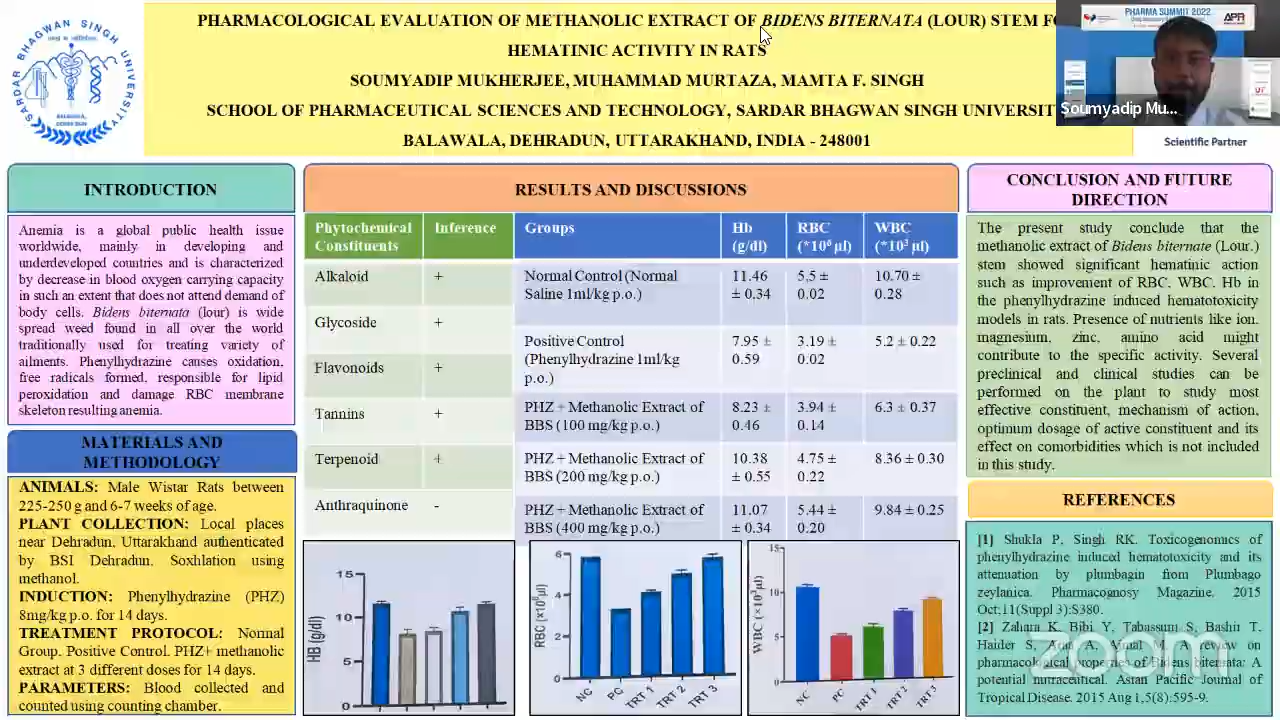 PHARMACOLOGICAL EVALUATION OF METHANOLIC EXTRACT OF BIDENS BITERNATA (LOUR) STEM
HEMATINIC ACTIVITY IN RATS
SOUMYADIP MUKHERJEE, MUHAMMAD MURTAZA, MAMTA F. SINGH
SCHOOL OF PHARMACEUTICAL SCIENCES AND TECHNOLOGY, SARDAR BHAGWAN SINGH
BALAWALA, DEHRADUN, UTTARAKHAND, INDIA - 248001
SARDAR BHAGWAN SINGH UNIVERSITY
PHARMA SUMMIT 2022
APR
Soumyadip Mu...
Scientific Partner
INTRODUCTION
Anemia is a global public health issue
worldwide, mainly in developing and
underdeveloped countries and is characterized
by decrease in blood oxygen carrying capacity
in such an extent that does not attend demand of
body cells. Bidens biternata (lour) is wide
spread weed found in all over the world
traditionally used for treating variety of
ailments. Phenyllhydrazine causes oxidation,
free radicals formed, responsible for lipid
peroxidation and damage RBC membrane
skeleton resulting anemia.
MATERIALS AND
METHODOLOGY
ANIMALS: Male Wistar Rats between
225-250 g and 6-7 weeks of age.
PLANT COLLECTION: Local places
near Dehradun, Uttarakhand authenticated
by BSI Dehradun. Soxhlation using
methanol.
INDUCTION: Phenylhydrazine (PHZ)
8mg/kg p.o. for 14 days.
TREATMENT PROTOCOL: Normal
Group, Positive Control, PHZ+ methanolic
extract at 3 different doses for 14 days.
PARAMETERS: Blood collected and
counted using counting chamber.
RESULTS AND DISCUSSIONS
Phytochemical Constituents Inference
Alkaloid +
Glycoside +
Flavonoids +
Tannins +
Terpenoid +
Anthraquinone -
Groups Hb (g/dl) RBC (*10⁶ µl) WBC (*10³ µl)
Normal Control (Normal 11.46 5.5 ± 10.70 ±
Saline 1ml/kg p.o.) ± 0.34 0.02 0.28
Positive Control 7.95 ± 3.19 ± 5.2 ± 0.22
(Phenylhydrazine 1ml/kg 0.59 0.02
p.o.)
PHZ + Methanolic Extract of 8.23 ± 3.94 ± 6.3 ± 0.37
BBS (100 mg/kg p.o.) 0.46 0.14
PHZ + Methanolic Extract of 10.38 4.75 ± 8.36 ± 0.30
BBS (200 mg/kg p.o.) ± 0.55 0.22
PHZ + Methanolic Extract of 11.07 5.44 ± 9.84 ± 0.25
BBS (400 mg/kg p.o.) ± 0.34 0.20
HB (g/dl)
15
10
5
0
RBC (×10⁶µl)
6
4
2
0
NC PC TRT 1 TRT 2 TRT 3
WBC (×10³µl)
15
10
5
0
NC PC TRT 1 TRT 2 TRT 3
CONCLUSION AND FUTURE
DIRECTION
The present study conclude that the
methanolic extract of Bidens biternate (Lour.)
stem showed significant hematinic action
such as improvement of RBC, WBC, Hb in
the phenylhydrazine induced hematotoxicity
models in rats. Presence of nutrients like ion,
magnesium, zinc, amino acid might
contribute to the specific activity. Several
preclinical and clinical studies can be
performed on the plant to study most
effective constituent, mechanism of action,
optimum dosage of active constituent and its
effect on comorbidities which is not included
in this study.
REFERENCES
[1] Shukla P, Singh RK. Toxicogenomics of
phenylhydrazine induced hematotoxicity and its
attenuation by plumbagin from Plumbago
zeylanica. Pharmacognosy Magazine. 2015
Oct;11(Suppl 3):S380.
[2] Zahara K, Bibi Y, Tabassum S, Bashir T,
Haider S, A review on
pharmacological properties of Bidens biternata: A
potential nutraceutical. Asian Pacific Journal of
Tropical Disease. 2015 Aug 1,5(8):595-9.
zoom